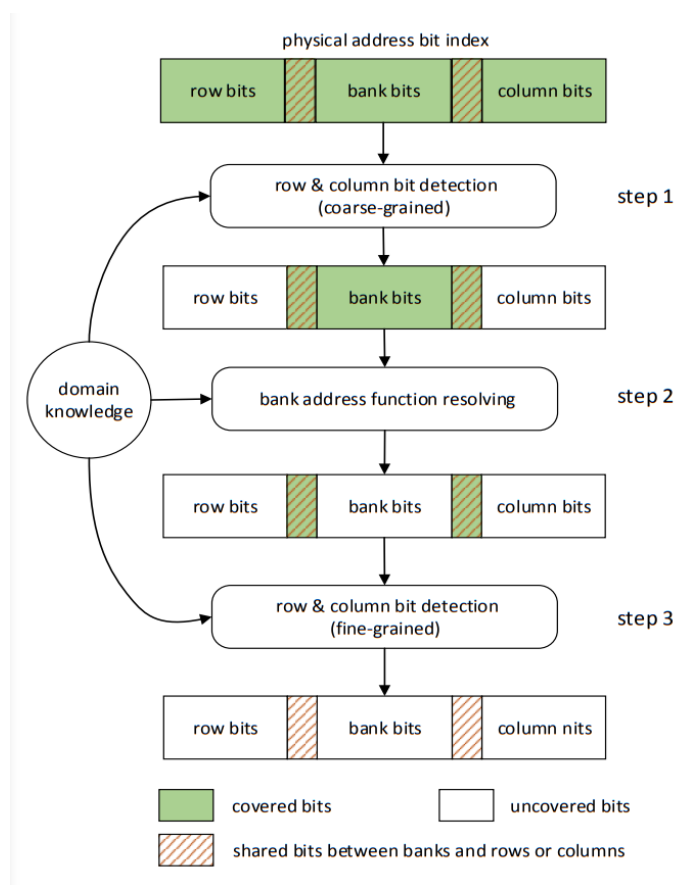 physical address bit index
row bits bank bits column bits
row & column bit detection
(coarse-grained)
step 1
row bits bank bits column bits
domain
knowledge
bank address function resolving
step 2
row bits bank bits column bits
row & column bit detection
(fine-grained)
step 3
row bits bank bits column nits
covered bits uncovered bits
shared bits between banks and rows or columns